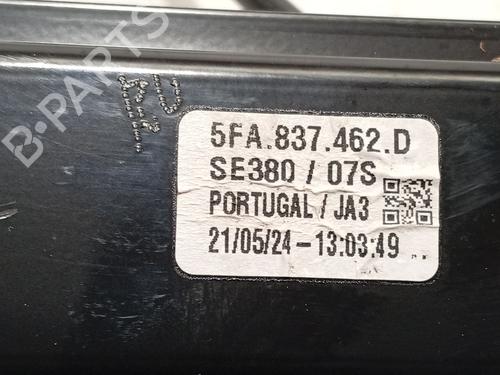 B-PARTS
5FA.837.462.D
SE380 / 07S
PORTUGAL / JA3
21/05/24-13:03:49